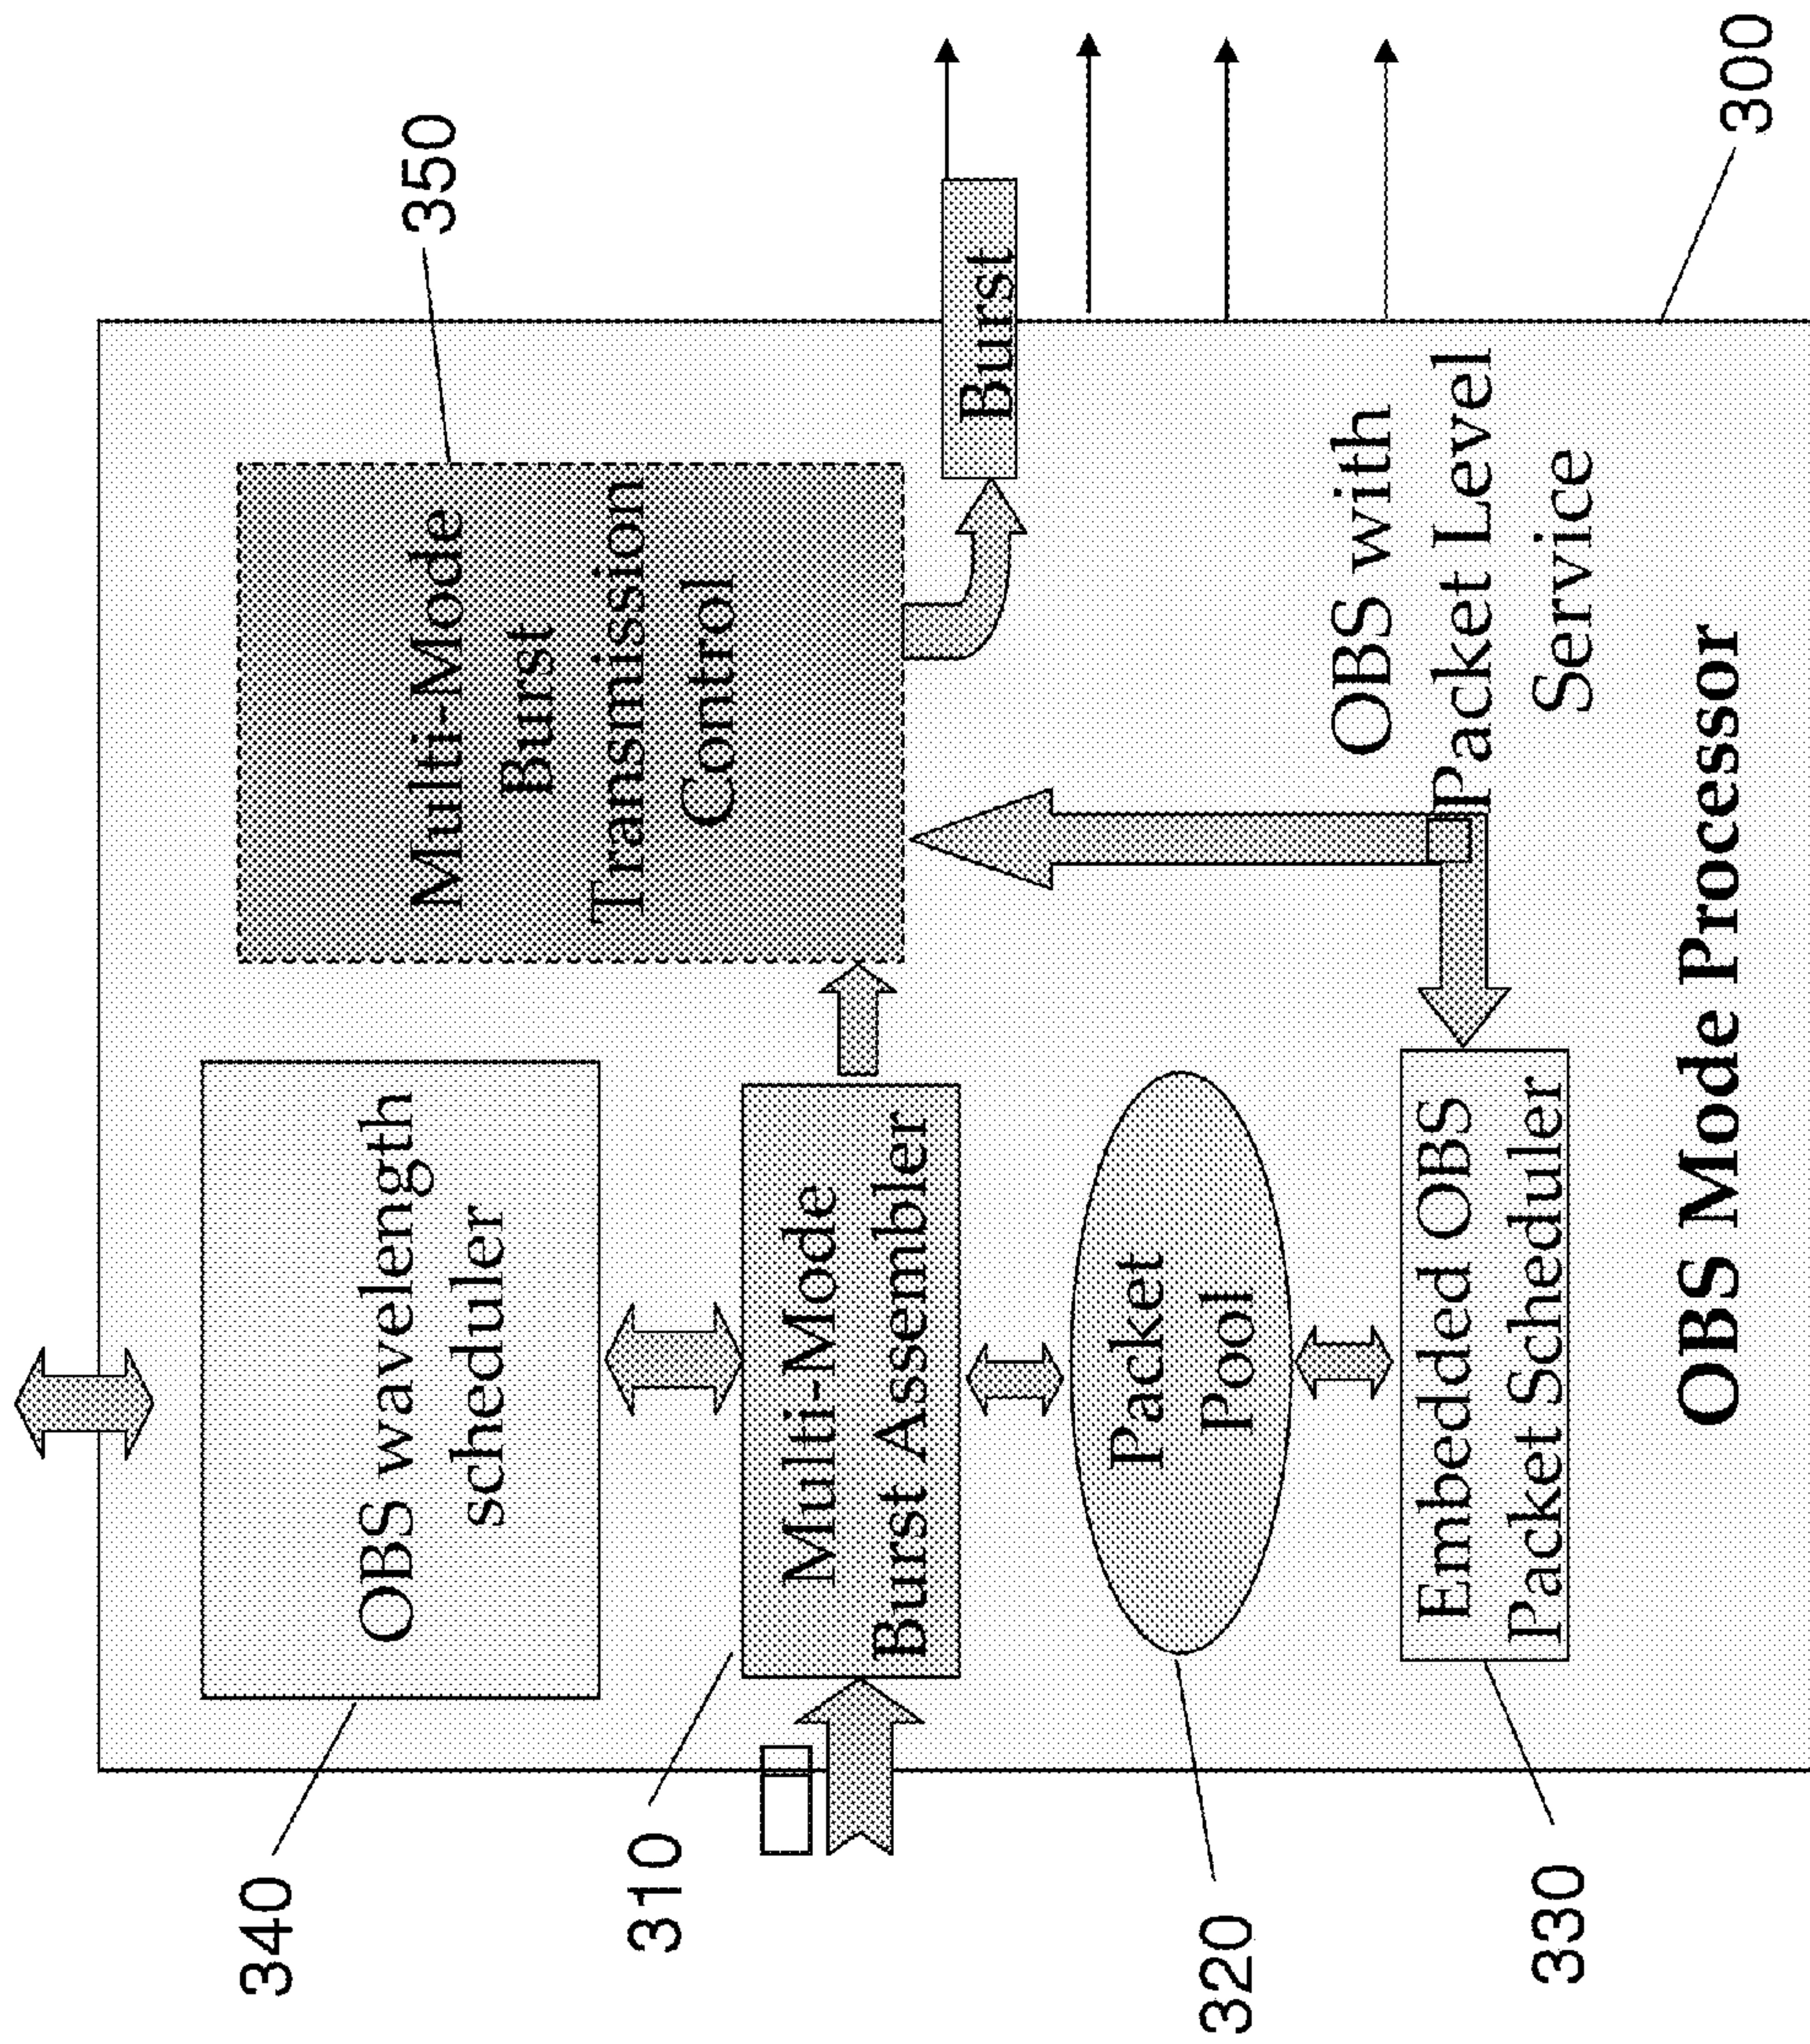 340
OBS wavelength
scheduler
350
Multi-Mode
Burst
Transmission
Control
310
Multi-Mode
Burst Assembler
Burst
320
Packet
Pool
330
Embedded OBS
Packet Scheduler
OBS with
Packet Level
Service
OBS Mode Processor
300